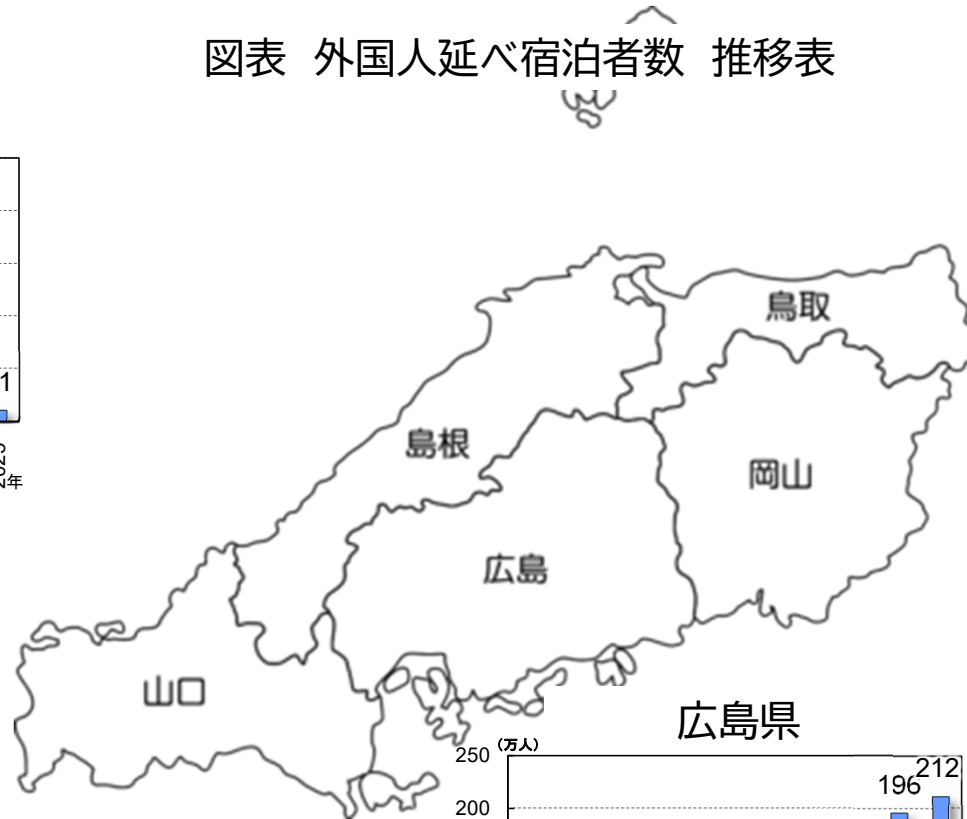 図表 外国人延べ宿泊者数 推移表
1
年
鳥取
島根
岡山
広島
山口
広島県
(万人)
250
200
196
212